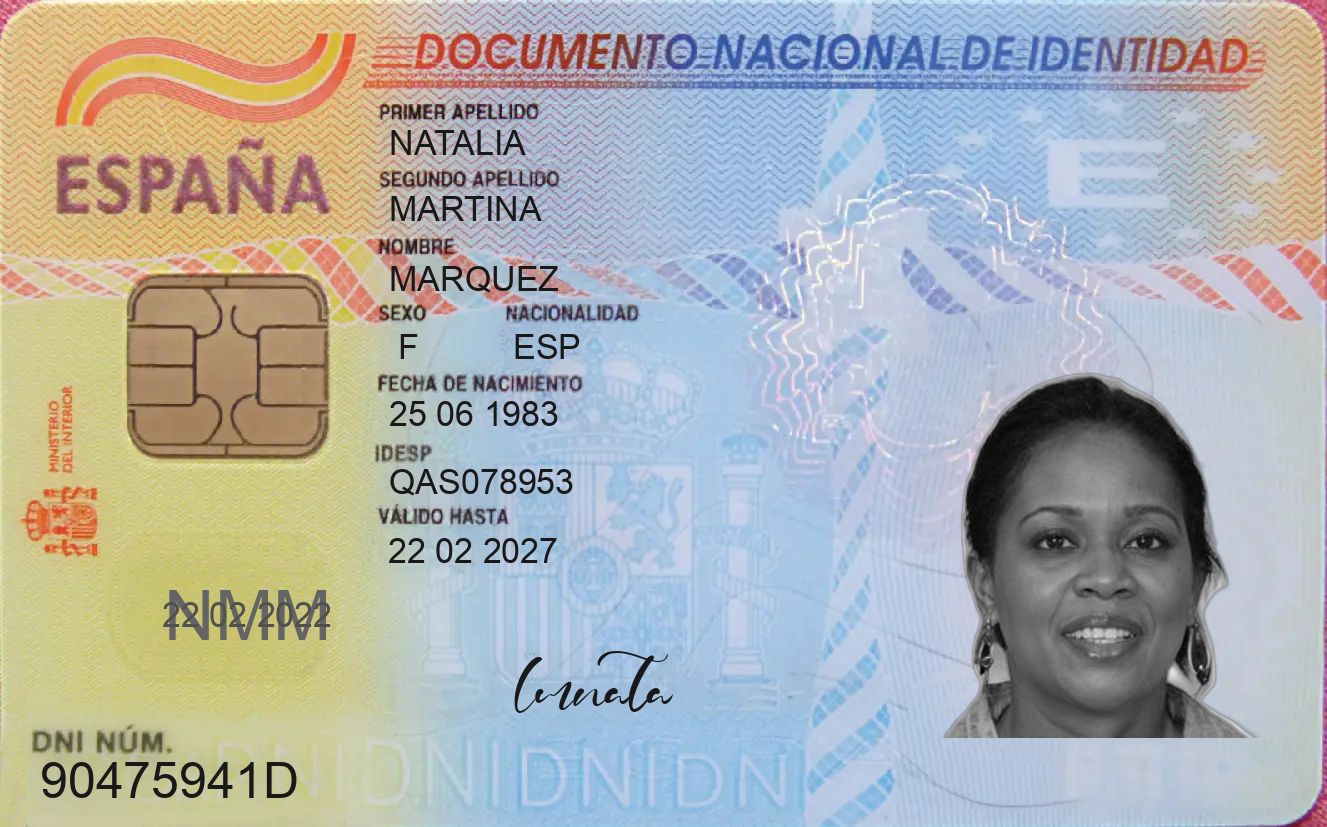 DOCUMENTO NACIONAL DE IDENTIDAD
ESPAÑA
PRIMER APELLIDO
NATALIA
SEGUNDO APELLIDO
MARTINA
NOMBRE
MARQUEZ
SEXO NACIONALIDAD
F ESP
FECHA DE NACIMIENTO
25 06 1983
IDESP
QAS078953
VÁLIDO HASTA
22 02 2027
MINISTERIO
DEL INTERIOR
E
NMM
22 02 2022
DNI NÚM.
90475941D
DNIDNIDNIDNI